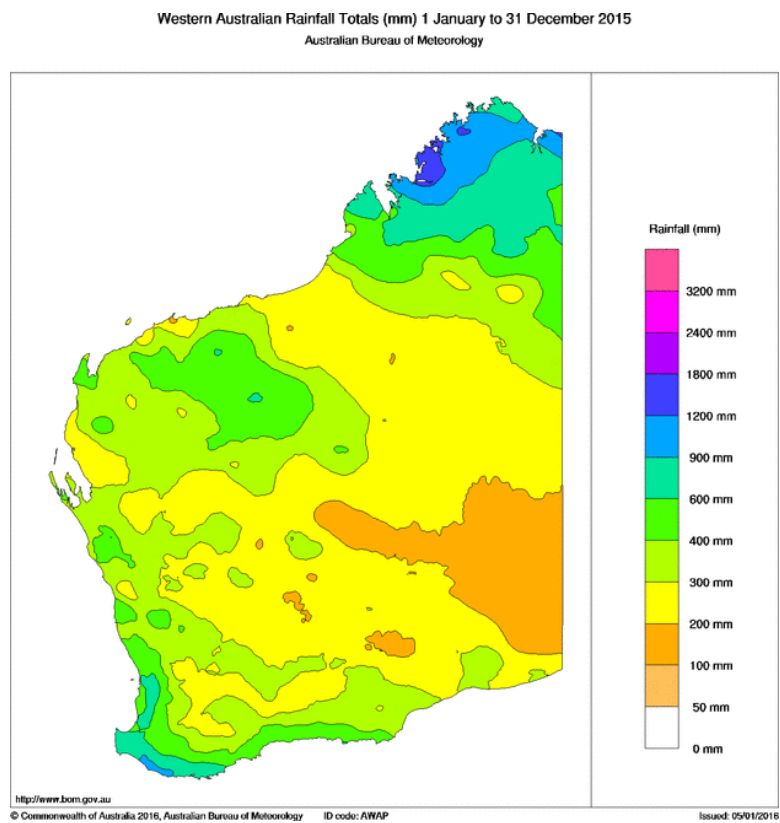 Western Australian Rainfall Totals (mm) 1 January to 31 December 2015
Australian Bureau of Meteorology
Rainfall (mm)
3200 mm
2400 mm
1800 mm
1200 mm
900 mm
600 mm
400 mm
300 mm
200 mm
100 mm
50 mm
0 mm
http://www.bom.gov.au
© Commonwealth of Australia 2016, Australian Bureau of Meteorology ID code: AWAP Issued: 05/01/2016